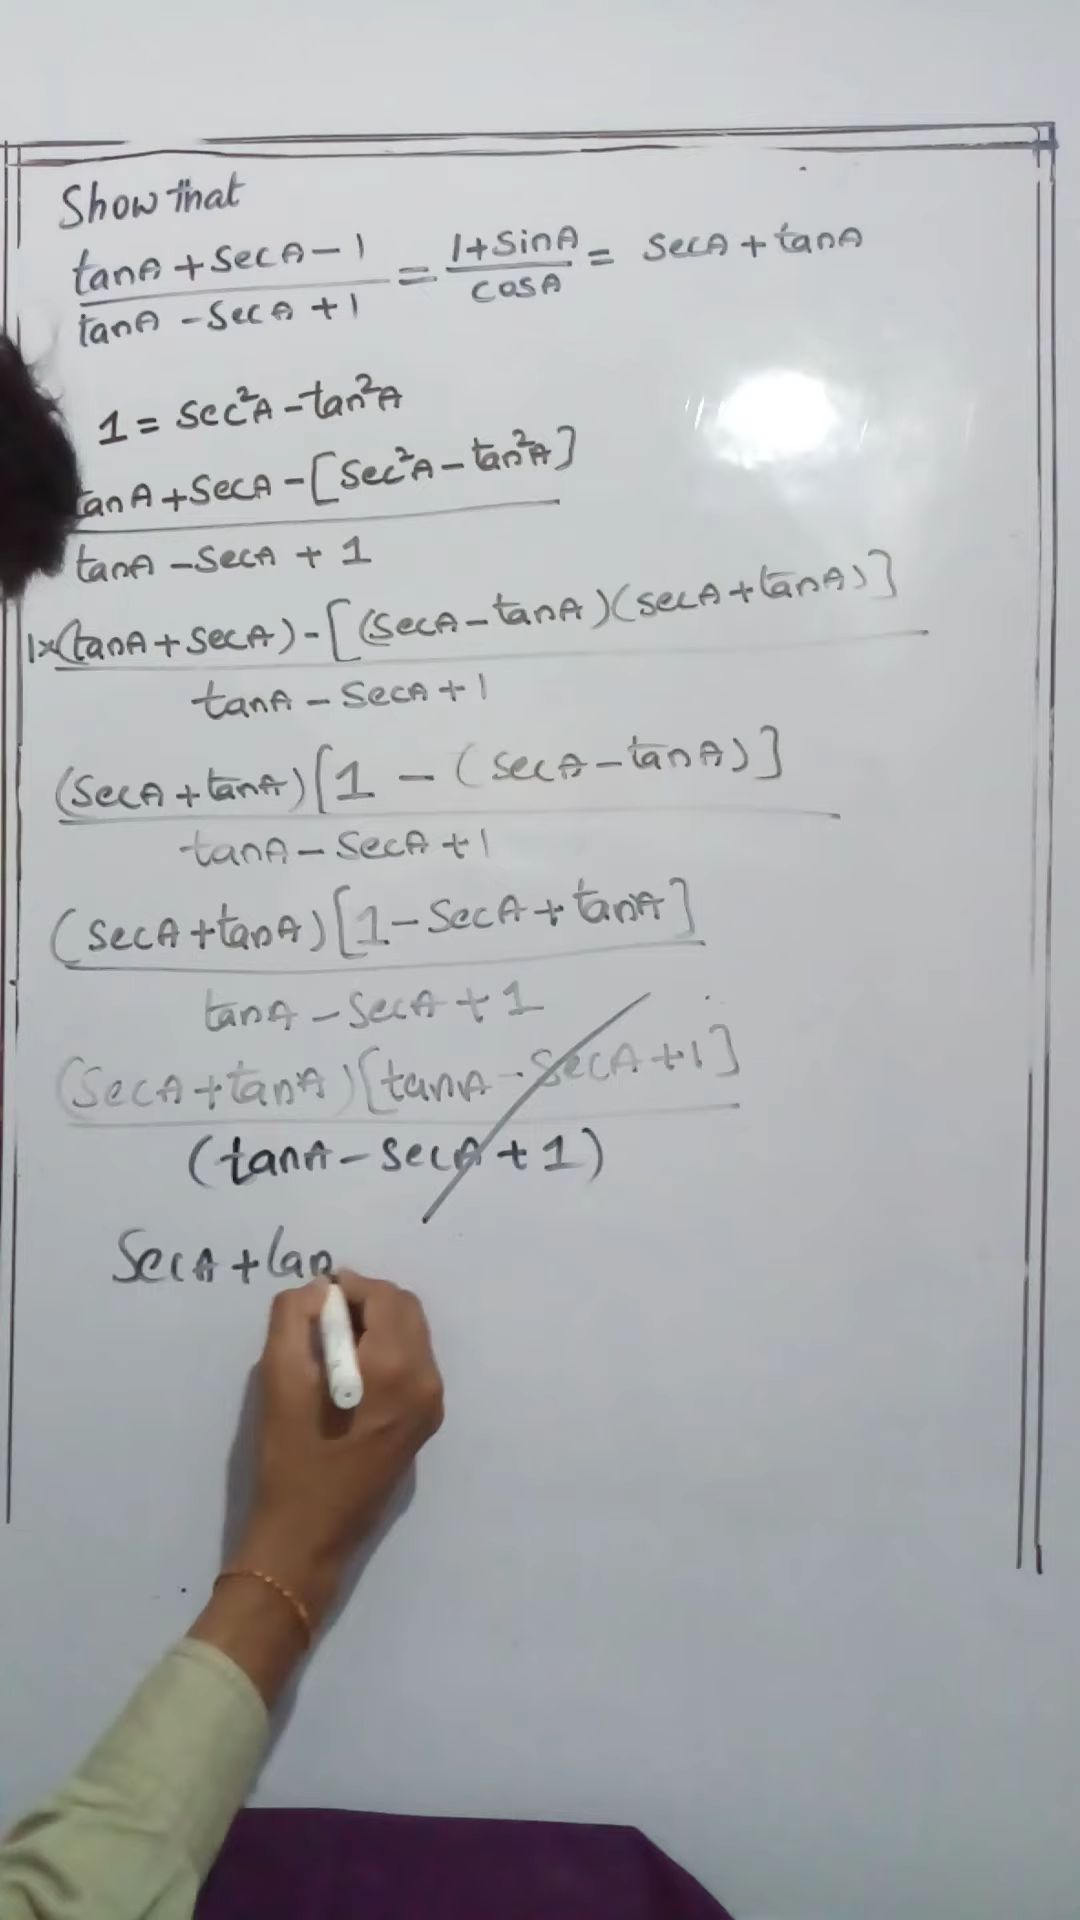 Show that
tanA + secA - 1 / tanA - secA + 1 = 1 + sinA / cosA = secA + tanA
1 = sec²A - tan²A
tanA + secA - [sec²A - tan²A]
tanA - secA + 1
1×(tanA + secA) - [(secA - tanA)(secA + tanA)]
tanA - secA + 1
(secA + tanA)[1 - (secA - tanA)]
tanA - secA + 1
(secA + tanA)[1 - secA + tanA]
tanA - secA + 1
(secA + tanA)[tanA - secA + 1]
(tanA - secA + 1)
secA + tan